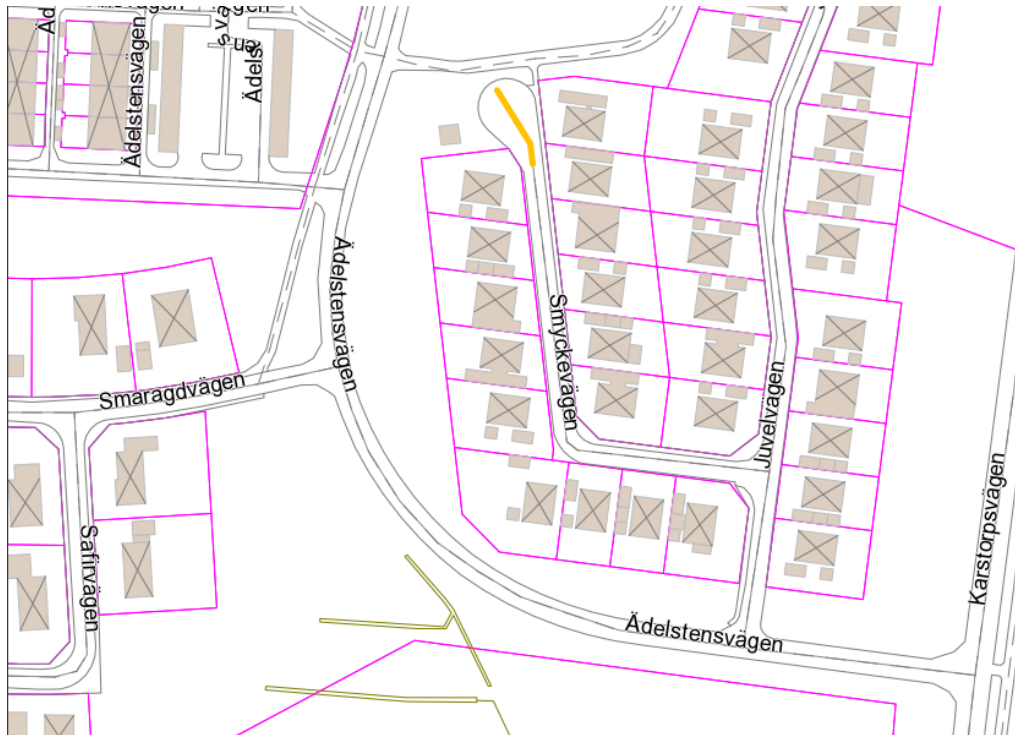 Ädelstensvägen
Ädelstensvägen
Smaragdvägen
Smyckevägen
Juvelvägen
Safirvägen
Karstorpsvägen
Ädelstensvägen